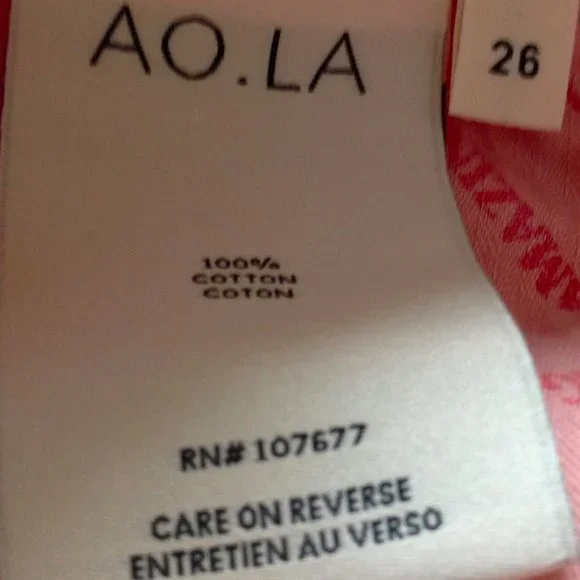 AO.LA
26
100%
COTTON
COTON
RN# 107677
CARE ON REVERSE
ENTRETIEN AU VERSO